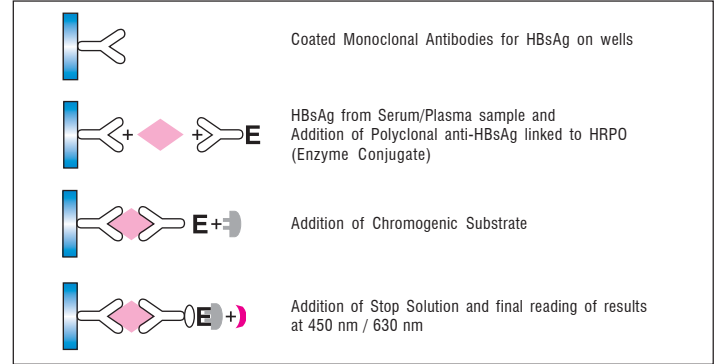 Coated Monoclonal Antibodies for HBsAg on wells
+ + E
HBsAg from Serum/Plasma sample and
Addition of Polyclonal anti-HBsAg linked to HRPO
(Enzyme Conjugate)
E +
Addition of Chromogenic Substrate
E +
Addition of Stop Solution and final reading of results
at 450 nm / 630 nm